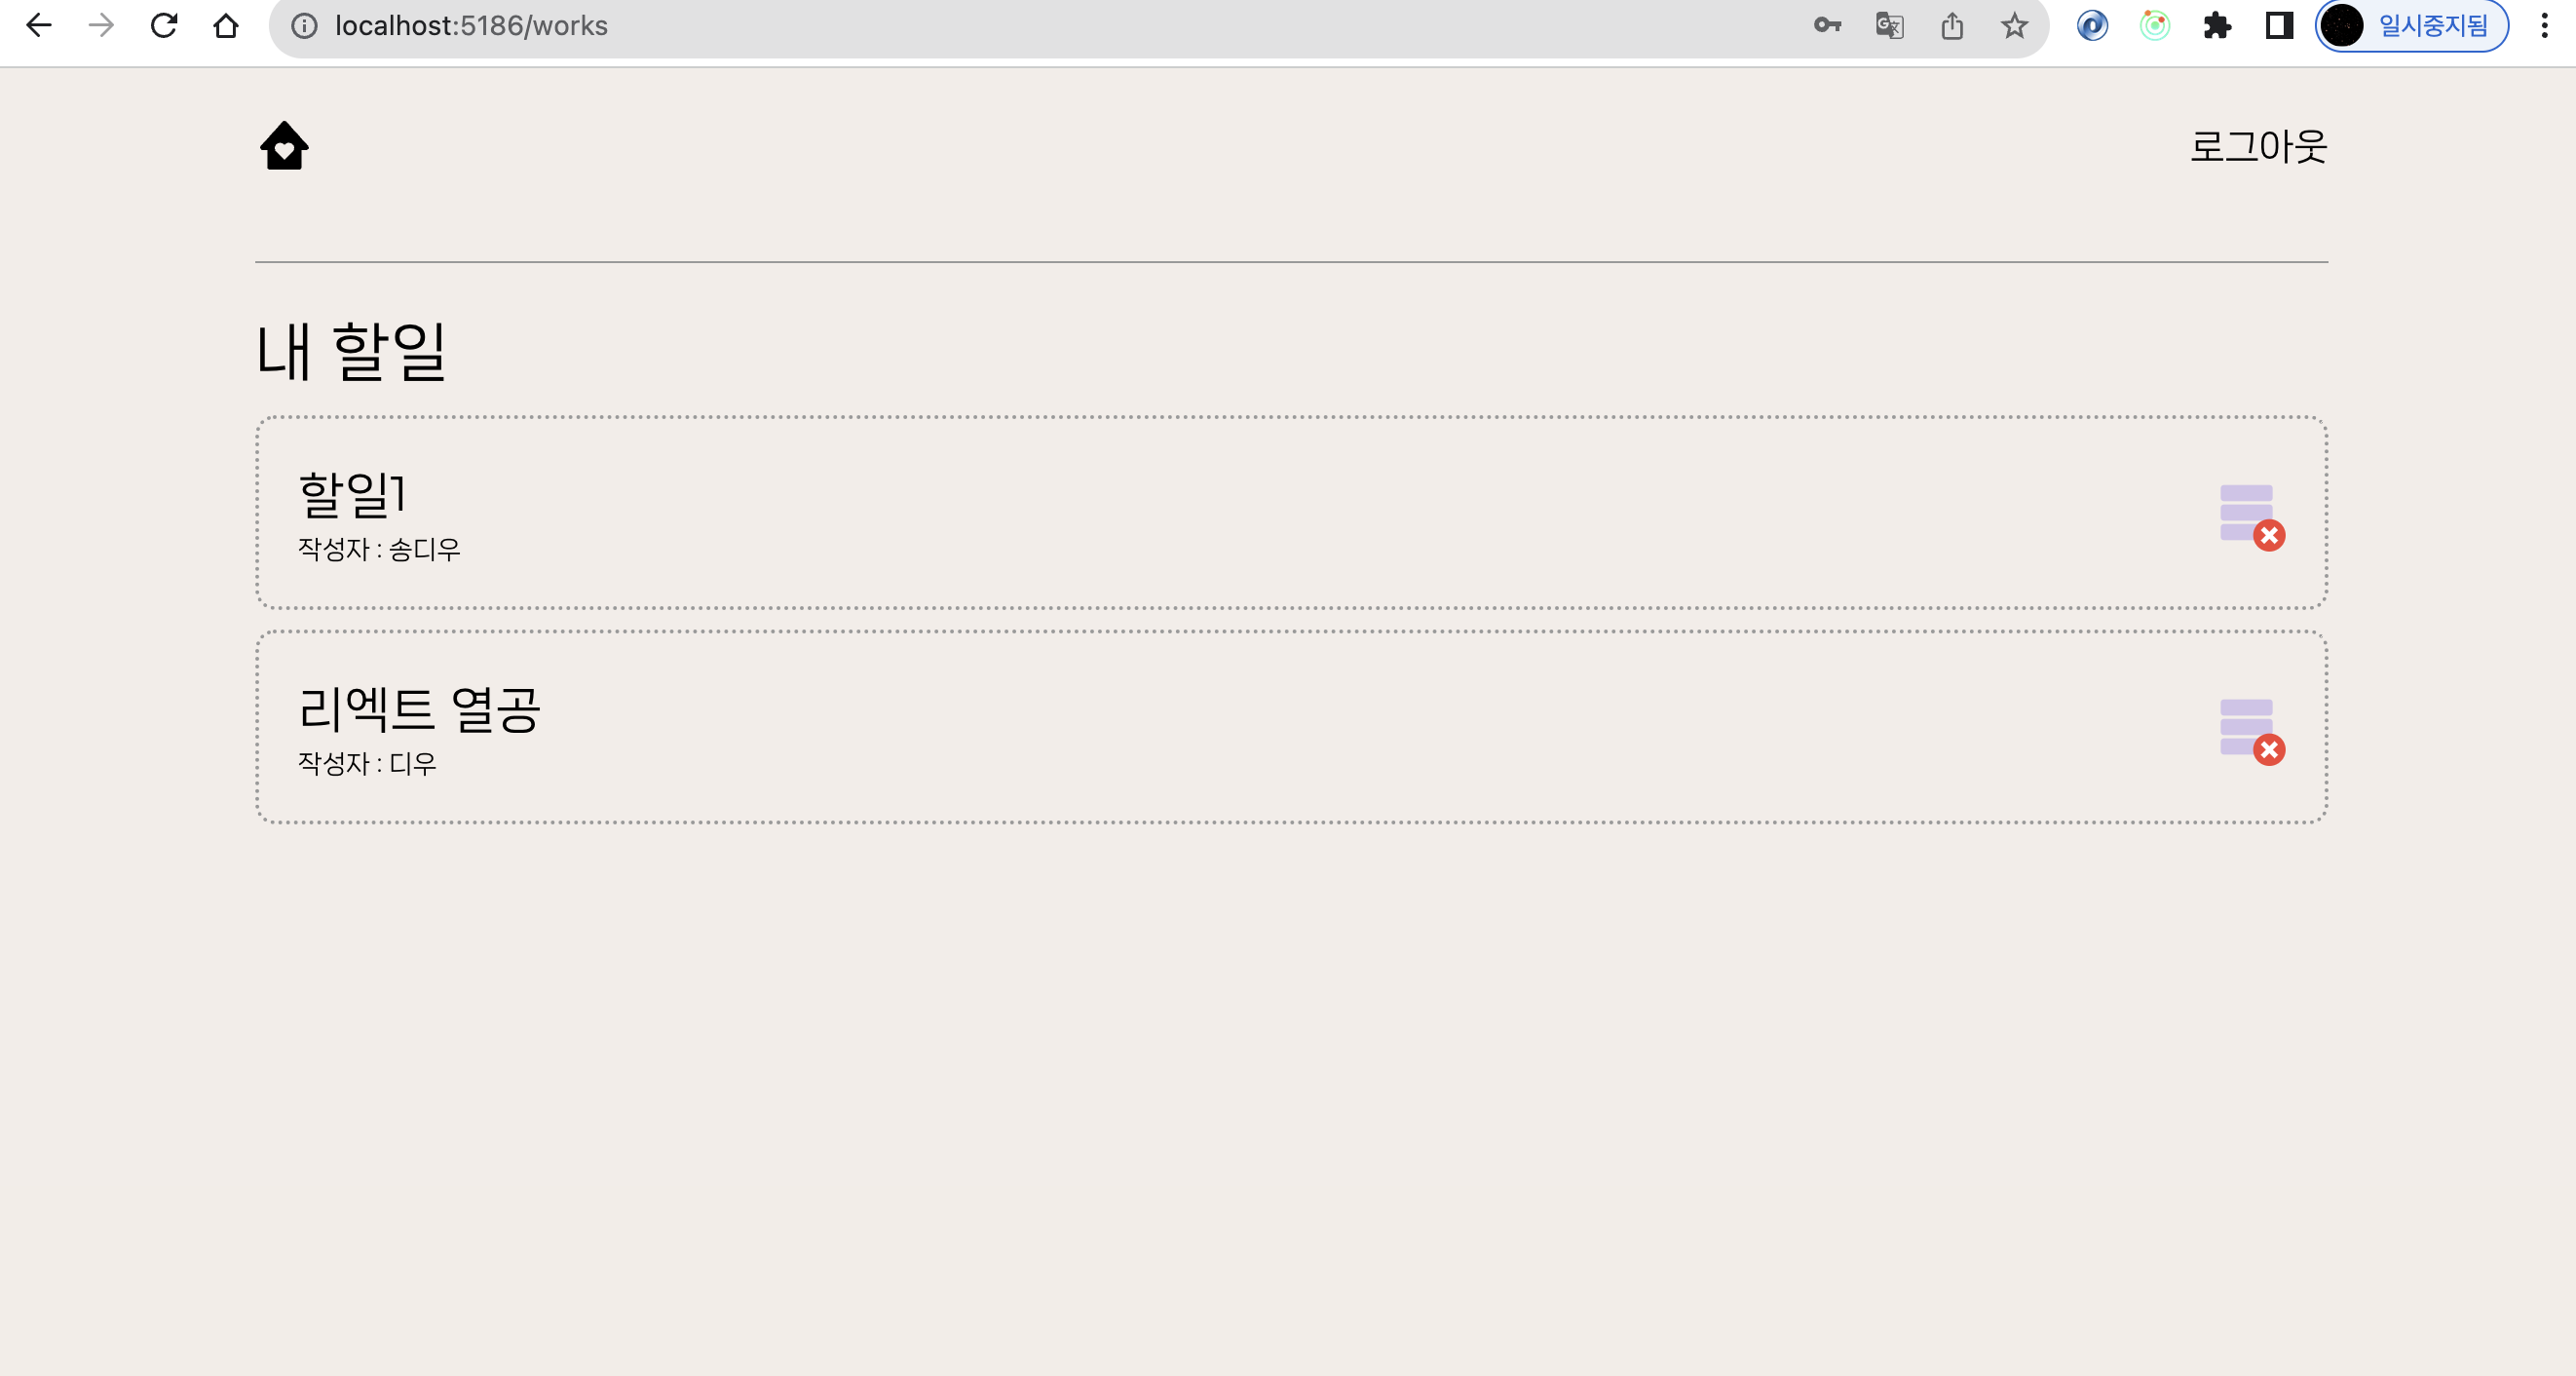 localhost:5186/works
일시중지됨
로그아웃
내 할일
할일1
작성자 : 송디우
리엑트 열공
작성자 : 디우